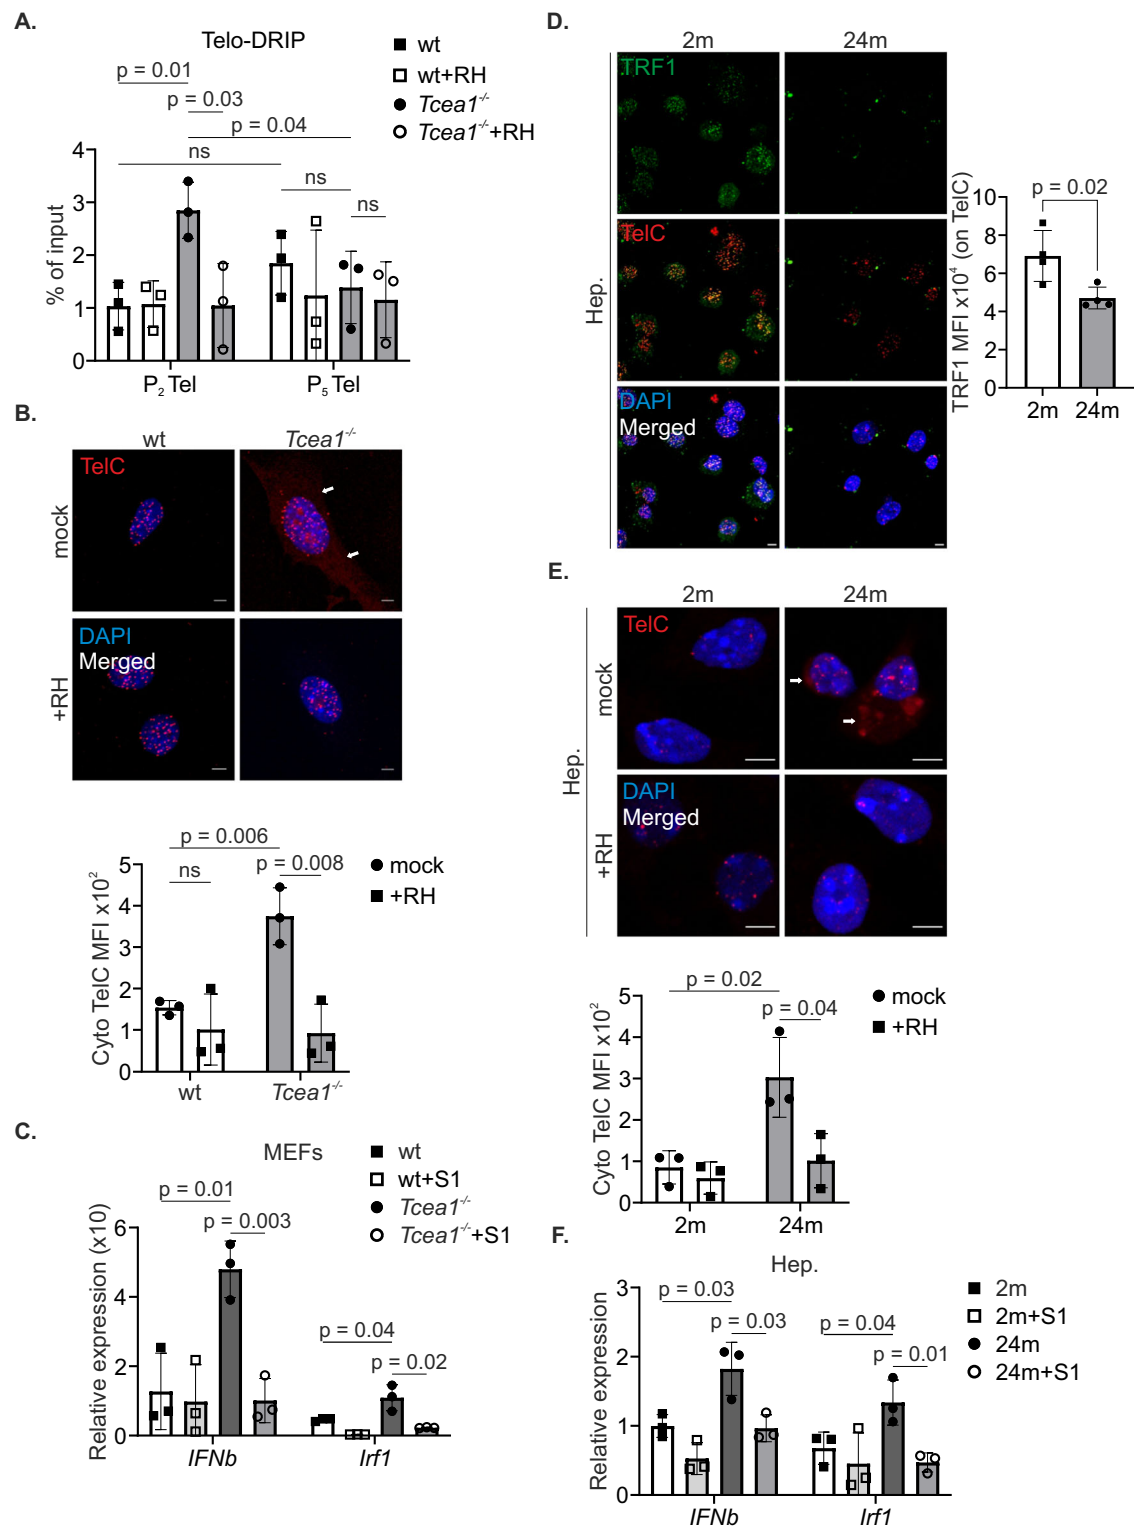 A.
Telo-DRIP
wt
wt+RH
Tcea1-/-
Tcea1-/-+RH
p = 0.01
p = 0.03
p = 0.04
ns
ns
ns
% of input
4
3
2
1
0
P2 Tel
P5 Tel
B.
wt
Tcea1-/-
TelC
mock
DAPI
Merged
+RH
p = 0.006
ns
p = 0.008
mock
+RH
Cyto TelC MFI x10²
5
4
3
2
1
0
wt
Tcea1-/-
C.
MEFs
wt
wt+S1
Tcea1-/-
Tcea1-/-+S1
p = 0.01
p = 0.003
p = 0.04
p = 0.02
Relative expression (x10)
6
4
2
0
IFNb
Irf1
D.
2m
24m
Hep.
TRF1
TelC
DAPI
Merged
p = 0.02
TRF1 MFI x10⁴ (on TelC)
10
8
6
4
2
0
2m
24m
E.
2m
24m
Hep.
TelC
mock
DAPI
Merged
+RH
p = 0.02
p = 0.04
mock
+RH
Cyto TelC MFI x10²
5
4
3
2
1
0
2m
24m
F.
Hep.
2m
2m+S1
24m
24m+S1
p = 0.03
p = 0.03
p = 0.04
p = 0.01
Relative expression
3
2
1
0
IFNb
Irf1